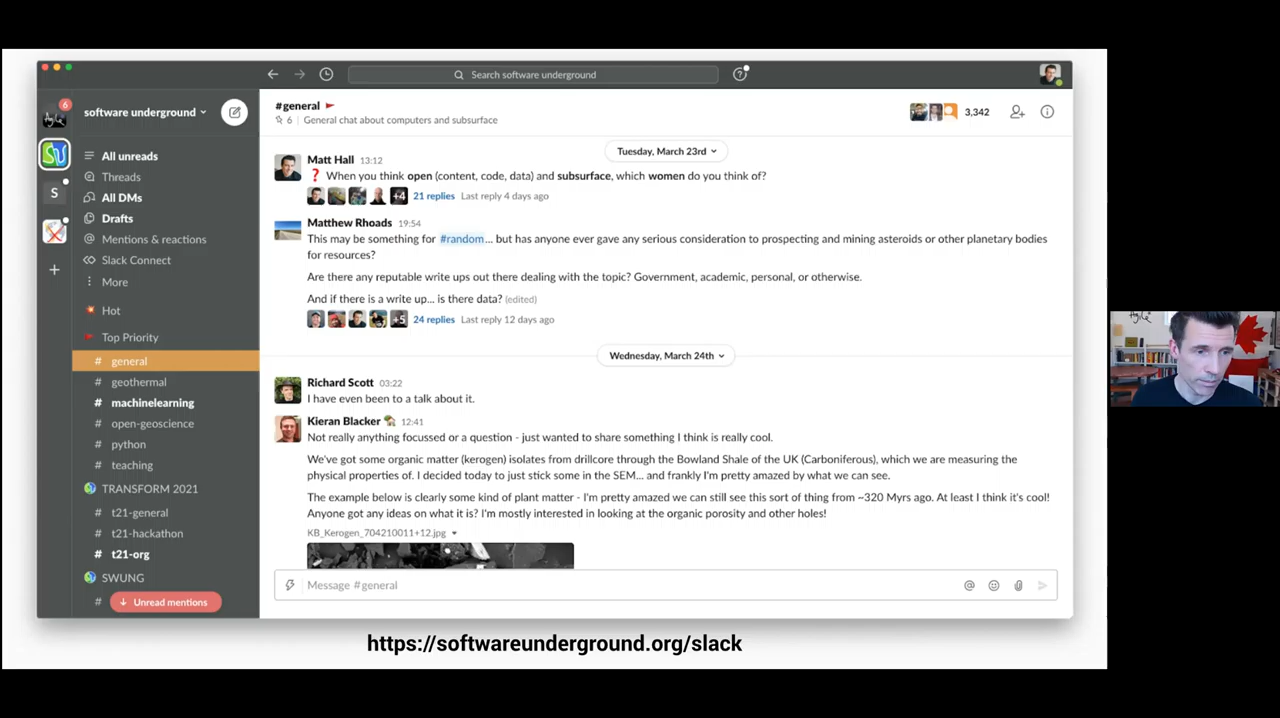 Search software underground
6
software underground
S
All unreads
Threads
All DMs
Drafts
Mentions & reactions
Slack Connect
More
Hot
Top Priority
# general
# geothermal
# machinelearning
# open-geoscience
# python
# teaching
TRANSFORM 2021
# t21-general
# t21-hackathon
# t21-org
SWUNG
# ↓ Unread mentions
#general
6 | General chat about computers and subsurface
3,342
Tuesday, March 23rd
Matt Hall 13:12
❓ When you think open (content, code, data) and subsurface, which women do you think of?
+4 21 replies Last reply 4 days ago
Matthew Rhoads 19:54
This may be something for #random... but has anyone ever gave any serious consideration to prospecting and mining asteroids or other planetary bodies
for resources?
Are there any reputable write ups out there dealing with the topic? Government, academic, personal, or otherwise.
And if there is a write up... is there data? (edited)
+5 24 replies Last reply 12 days ago
Wednesday, March 24th
Richard Scott 03:22
I have even been to a talk about it.
Kieran Blacker 12:41
Not really anything focussed or a question - just wanted to share something I think is really cool.
We've got some organic matter (kerogen) isolates from drillcore through the Bowland Shale of the UK (Carboniferous), which we are measuring the
physical properties of. I decided today to just stick some in the SEM... and frankly I'm pretty amazed by what we can see.
The example below is clearly some kind of plant matter - I'm pretty amazed we can still see this sort of thing from ~320 Myrs ago. At least I think it's cool!
Anyone got any ideas on what it is? I'm mostly interested in looking at the organic porosity and other holes!
KB_Kerogen_704210011+12.jpg
Message #general
https://softwareunderground.org/slack
Agile